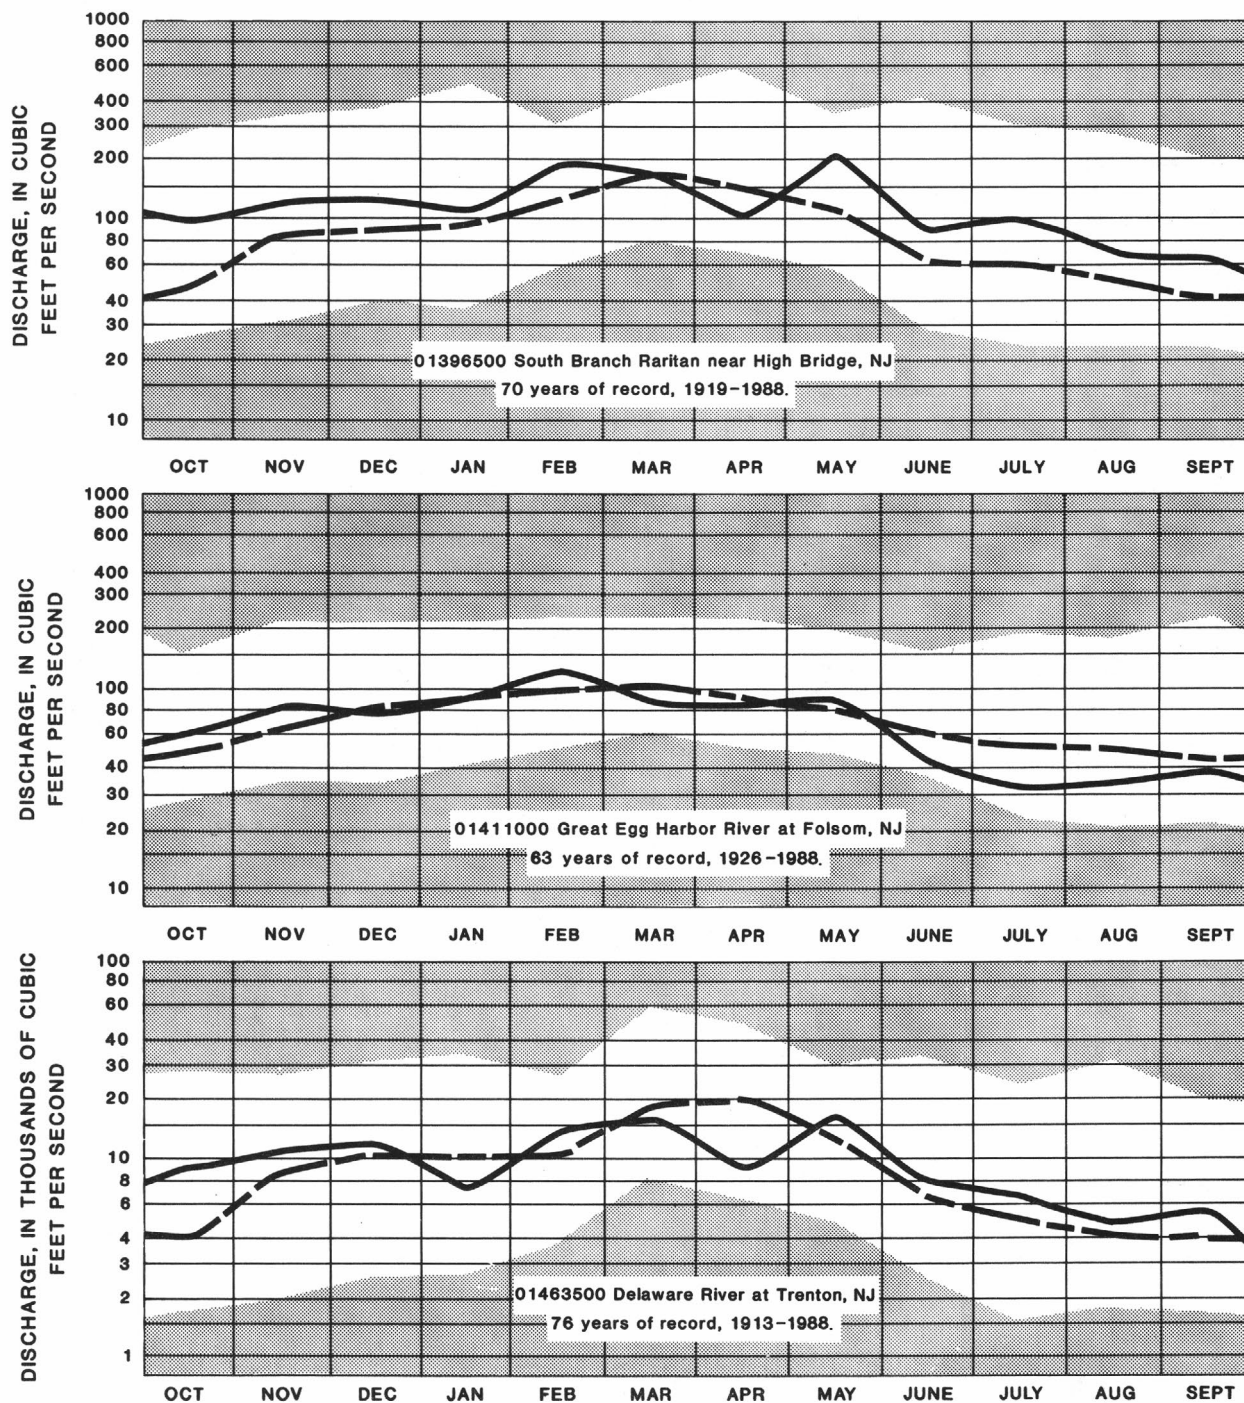 DISCHARGE, IN CUBIC
FEET PER SECOND
1000
800
600
400
300
200
100
80
60
40
30
20
10
01396500 South Branch Raritan near High Bridge, NJ
70 years of record, 1919-1988.
OCT NOV DEC JAN FEB MAR APR MAY JUNE JULY AUG SEPT
DISCHARGE, IN CUBIC
FEET PER SECOND
1000
800
600
400
300
200
100
80
60
40
30
20
10
01411000 Great Egg Harbor River at Folsom, NJ
63 years of record, 1926-1988.
OCT NOV DEC JAN FEB MAR APR MAY JUNE JULY AUG SEPT
DISCHARGE, IN THOUSANDS OF CUBIC
FEET PER SECOND
100
80
60
40
30
20
10
8
6
4
3
2
1
01463500 Delaware River at Trenton, NJ
76 years of record, 1913-1988.
OCT NOV DEC JAN FEB MAR APR MAY JUNE JULY AUG SEPT